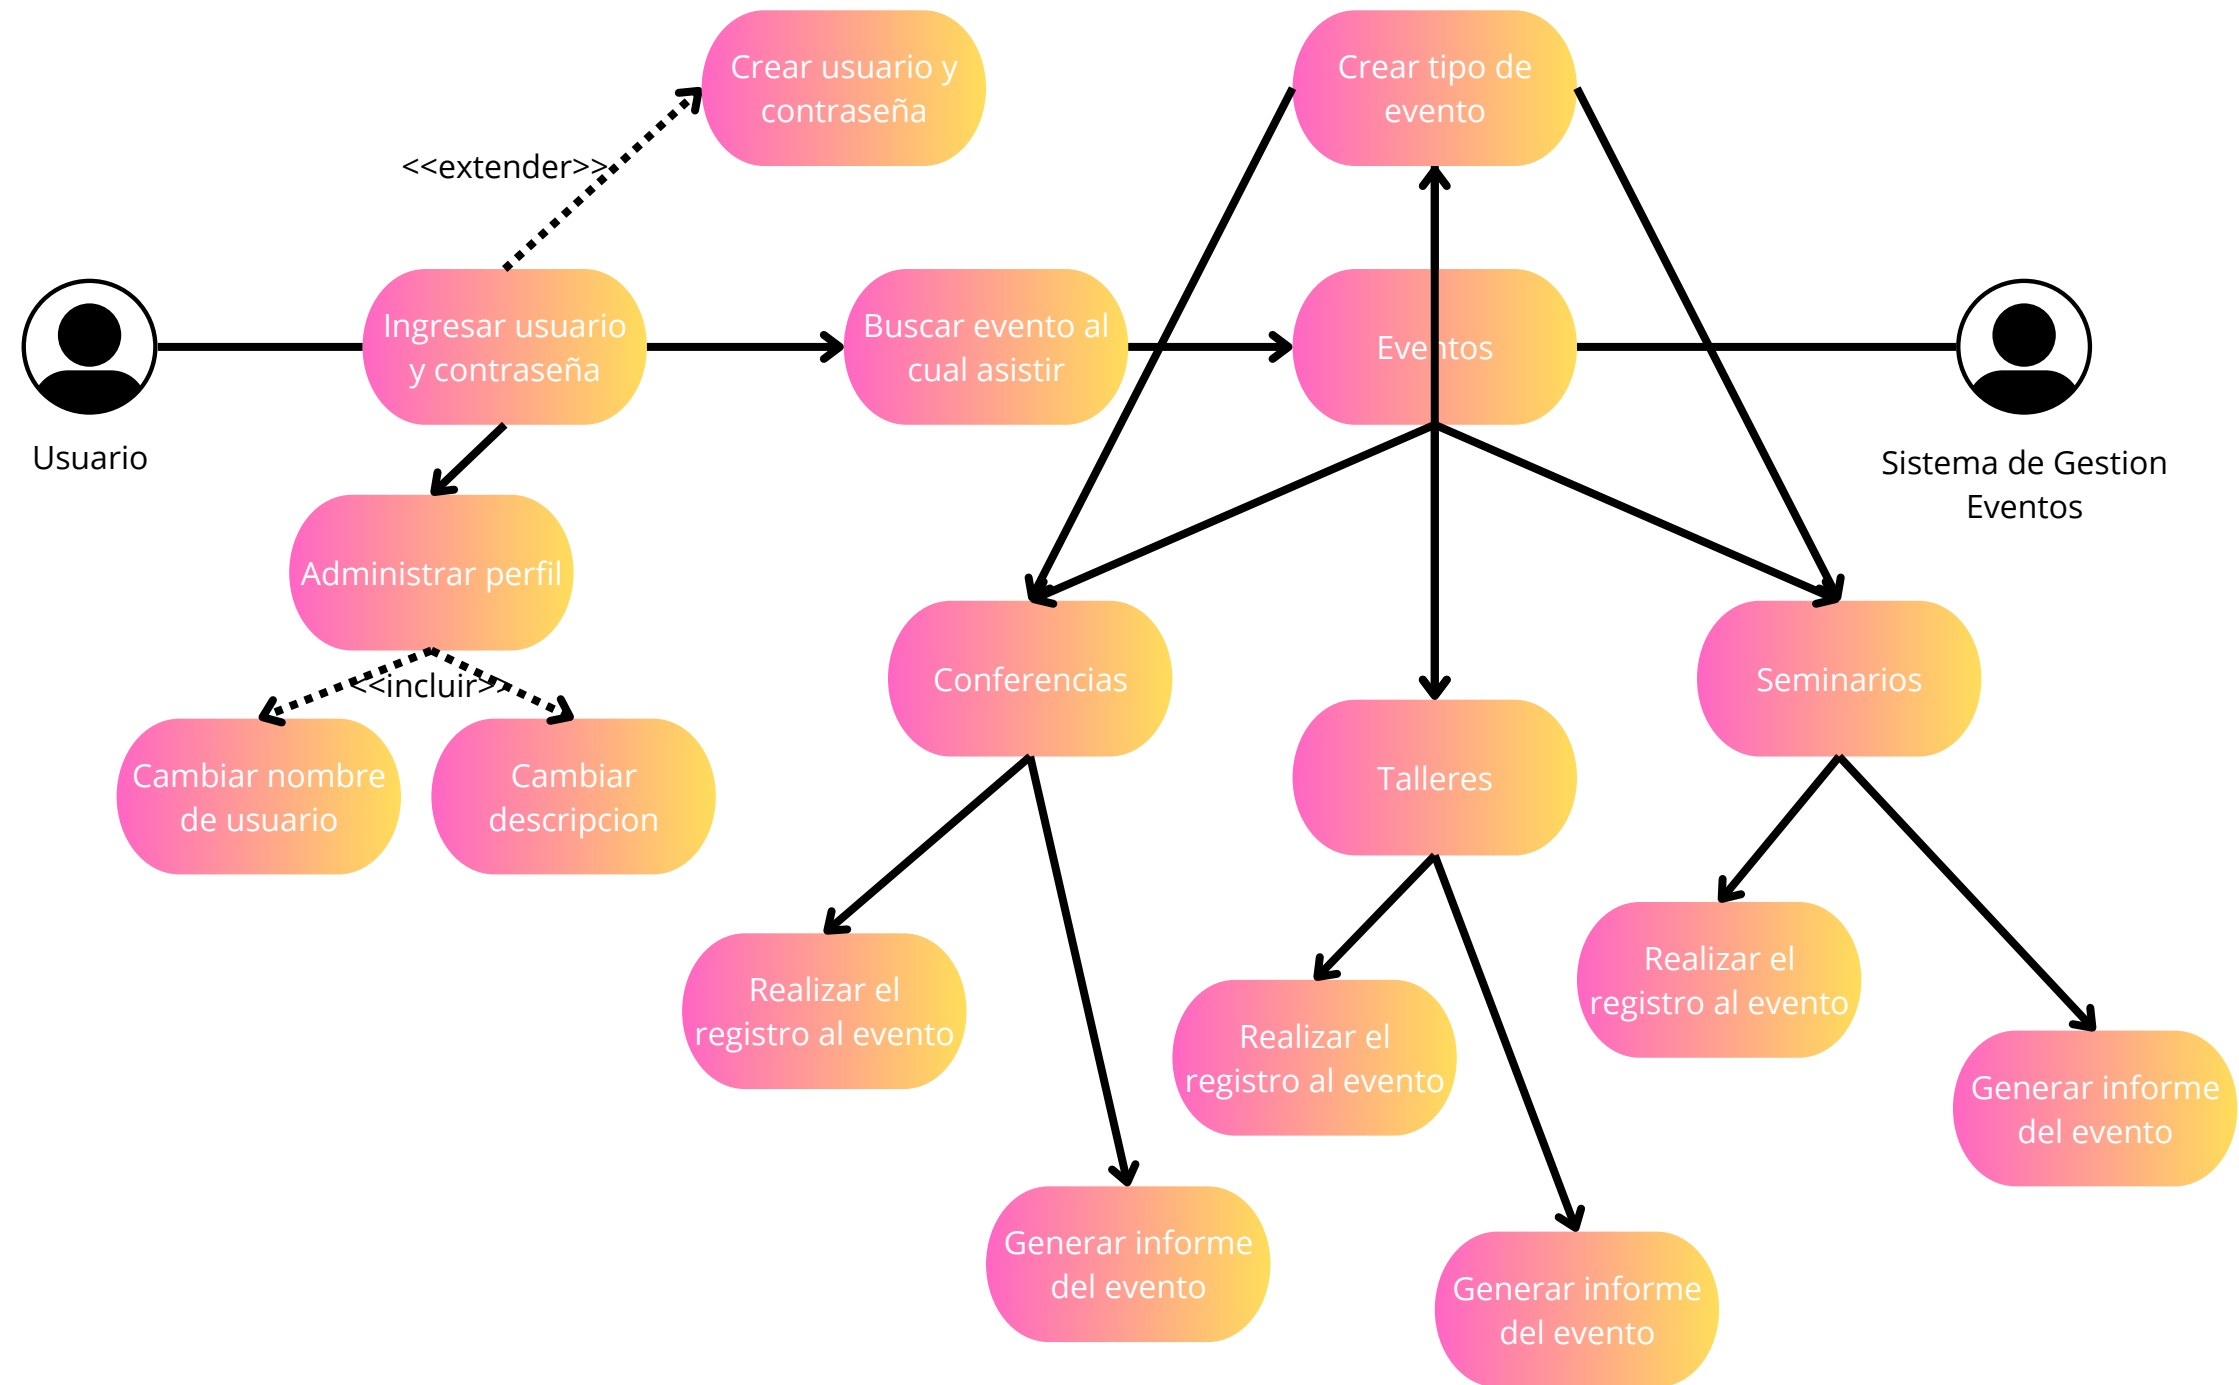 Crear usuario y
contraseña
Crear tipo de
evento
<<extender>>
Ingresar usuario
y contraseña
Buscar evento al
cual asistir
Eventos
Usuario
Sistema de Gestion
Eventos
Administrar perfil
<<incluir>>
Conferencias
Seminarios
Cambiar nombre
de usuario
Cambiar
descripcion
Talleres
Realizar el
registro al evento
Realizar el
registro al evento
Realizar el
registro al evento
Generar informe
del evento
Generar informe
del evento
Generar informe
del evento